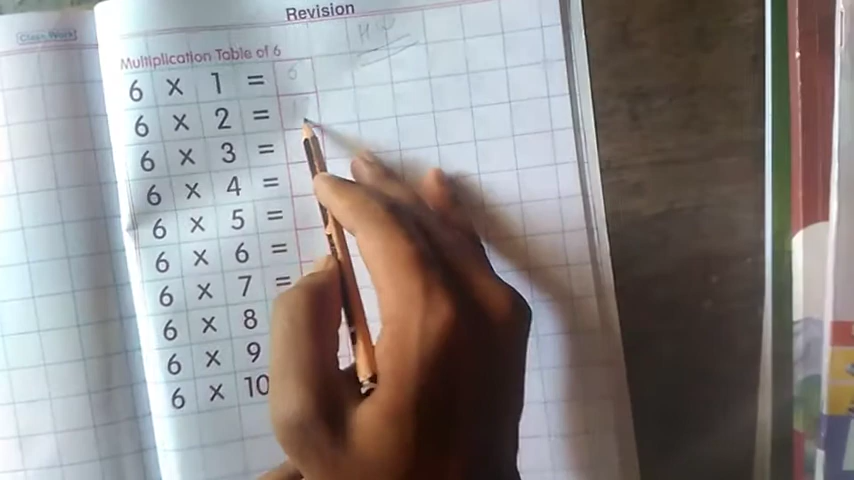 Class Work
Revision
H.W
Multiplication Table of 6
6 × 1 = 6
6 × 2 =
6 × 3 =
6 × 4 =
6 × 5 =
6 × 6 =
6 × 7 =
6 × 8
6 × 9
6 × 10